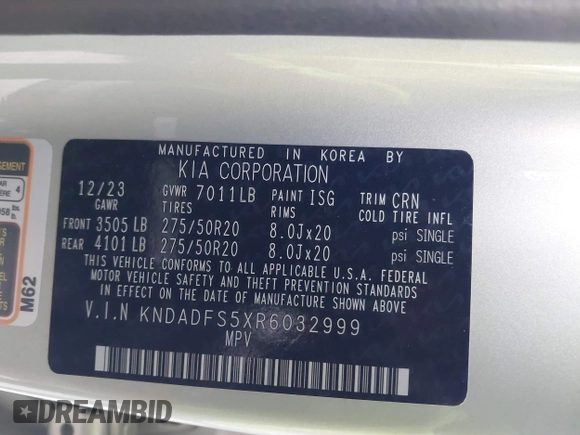 MANUFACTURED IN KOREA BY
KIA CORPORATION
12/23 GVWR 7011LB PAINT ISG TRIM CRN
GAWR TIRES RIMS COLD TIRE INFL
FRONT 3505 LB 275/50R20 8.0Jx20 psi SINGLE
REAR 4101 LB 275/50R20 8.0Jx20 psi SINGLE
THIS VEHICLE CONFORMS TO ALL APPLICABLE U.S.A. FEDERAL
MOTOR VEHICLE SAFETY AND THEFT PREVENTION STANDARDS
IN EFFECT ON THE DATE OF MANUFACTURE SHOWN ABOVE.
V.I.N KNDADFS5XR6032999
MPV
M62
4
DREAMBID